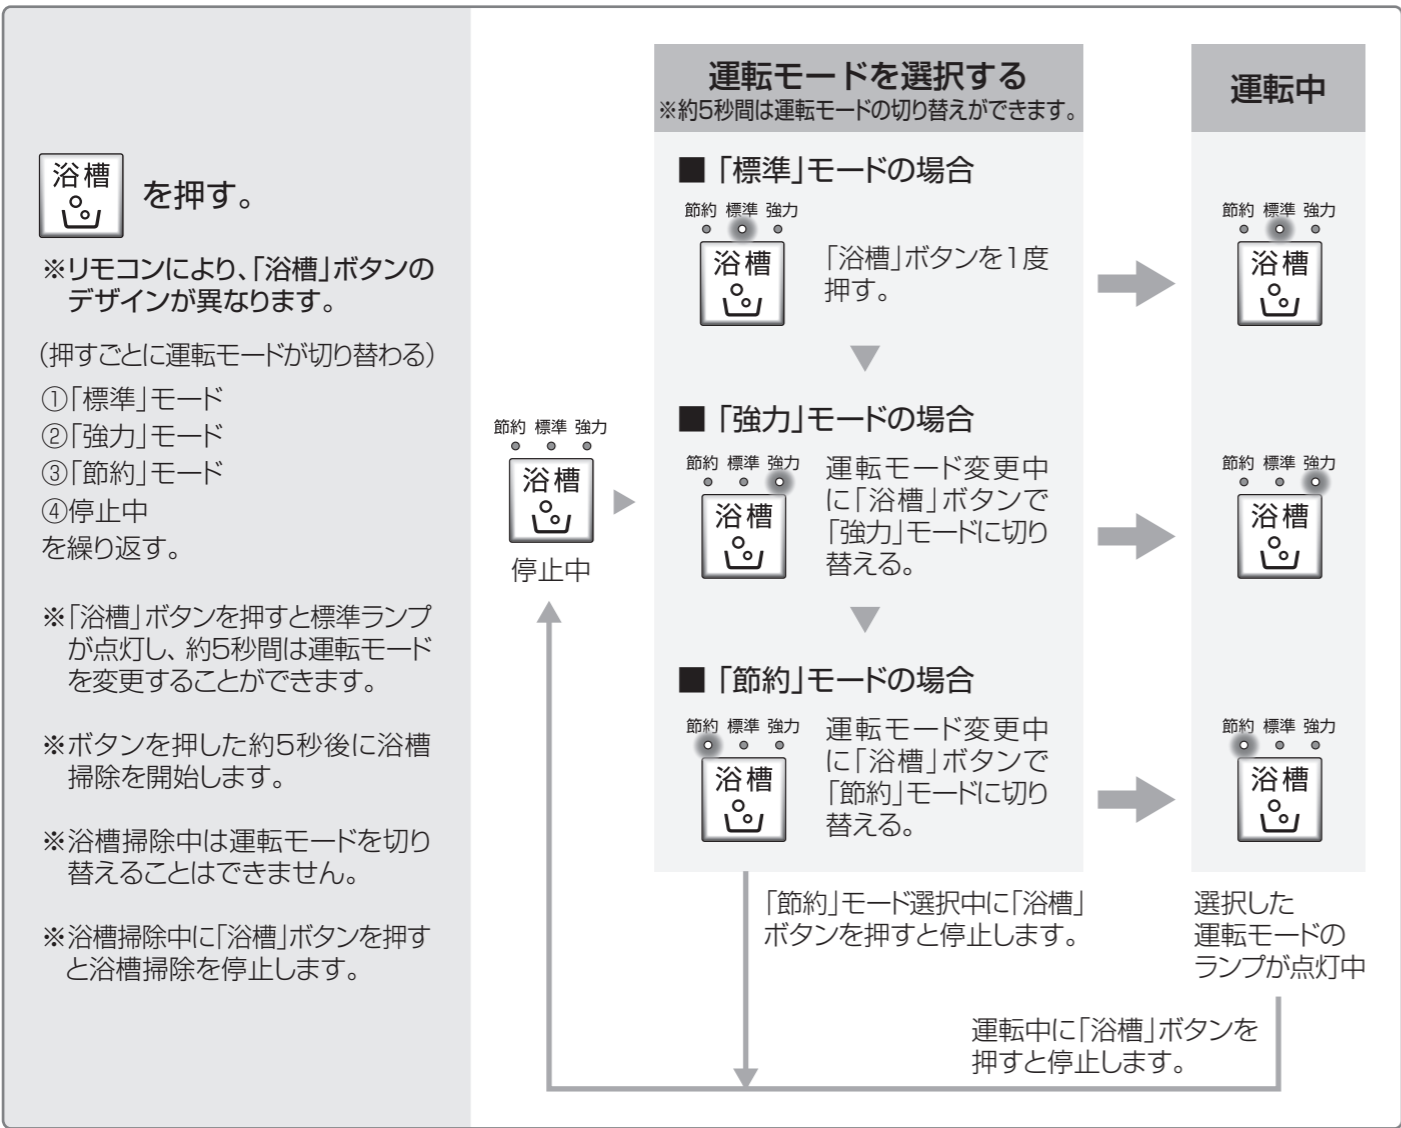 浴槽
を押す。
※リモコンにより、「浴槽」ボタンの
デザインが異なります。
（押すごとに運転モードが切り替わる）
①「標準」モード
②「強力」モード
③「節約」モード
④停止中
を繰り返す。
※「浴槽」ボタンを押すと標準ランプ
が点灯し、約5秒間は運転モード
を変更することができます。
※ボタンを押した約5秒後に浴槽
掃除を開始します。
※浴槽掃除中は運転モードを切り
替えることはできません。
※浴槽掃除中に「浴槽」ボタンを押す
と浴槽掃除を停止します。
節約 標準 強力
浴槽
停止中
運転モードを選択する
※約5秒間は運転モードの切り替えができます。
■「標準」モードの場合
節約 標準 強力
浴槽
「浴槽」ボタンを1度
押す。
■「強力」モードの場合
節約 標準 強力
浴槽
運転モード変更中
に「浴槽」ボタンで
「強力」モードに切り
替える。
■「節約」モードの場合
節約 標準 強力
浴槽
運転モード変更中
に「浴槽」ボタンで
「節約」モードに切り
替える。
「節約」モード選択中に「浴槽」
ボタンを押すと停止します。
運転中
節約 標準 強力
浴槽
節約 標準 強力
浴槽
節約 標準 強力
浴槽
選択した
運転モードの
ランプが点灯中
運転中に「浴槽」ボタンを
押すと停止します。